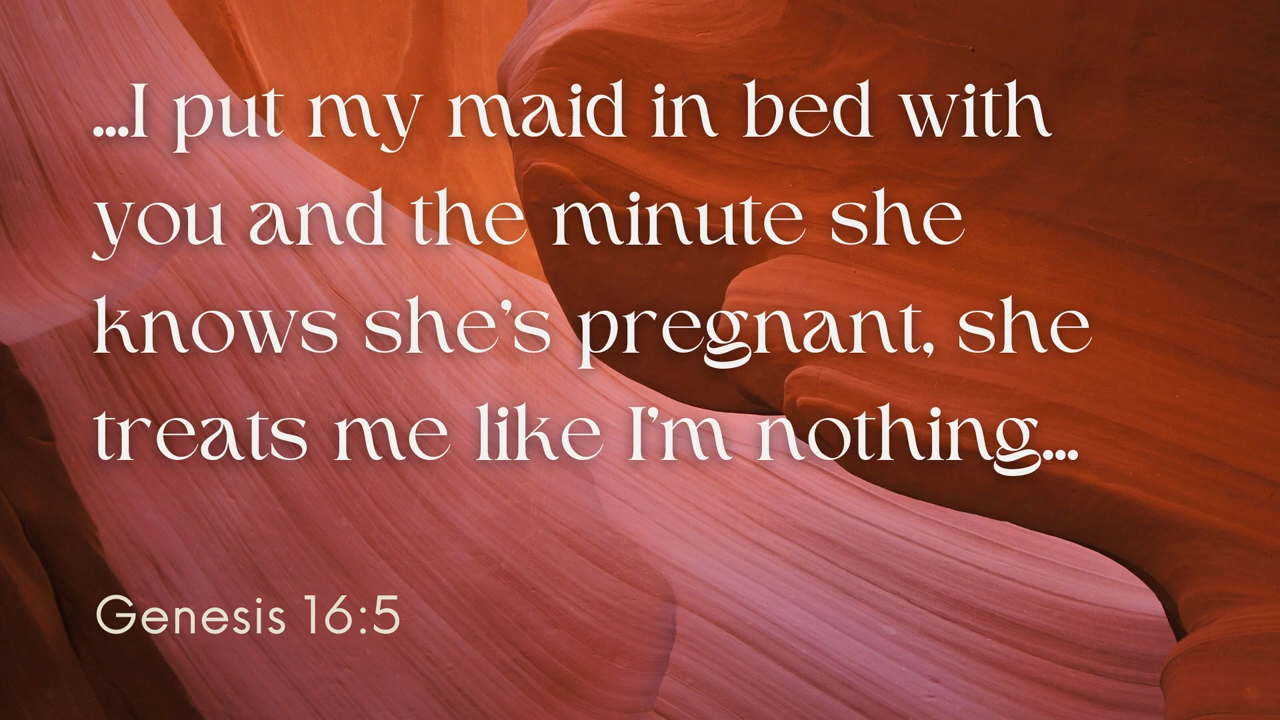 ...I put my maid in bed with
you and the minute she
knows she's pregnant, she
treats me like I'm nothing...
Genesis 16:5